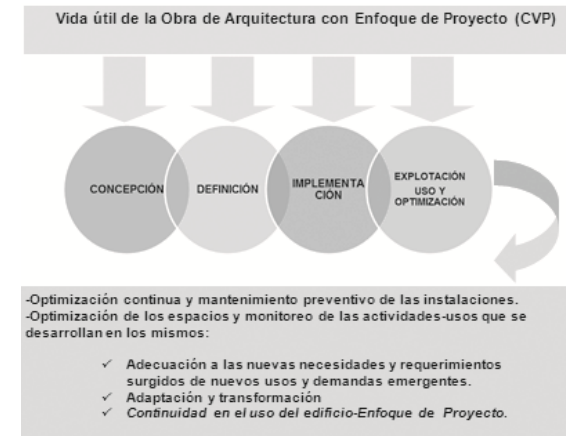 Vida útil de la Obra de Arquitectura con Enfoque de Proyecto (CVP)
CONCEPCIÓN
DEFINICIÓN
IMPLEMENTA
CIÓN
EXPLOTACIÓN
USO Y
OPTIMIZACIÓN
-Optimización continua y mantenimiento preventivo de las instalaciones.
-Optimización de los espacios y monitoreo de las actividades-usos que se
desarrollan en los mismos:
✓ Adecuación a las nuevas necesidades y requerimientos
surgidos de nuevos usos y demandas emergentes.
✓ Adaptación y transformación
✓ Continuidad en el uso del edificio-Enfoque de Proyecto.